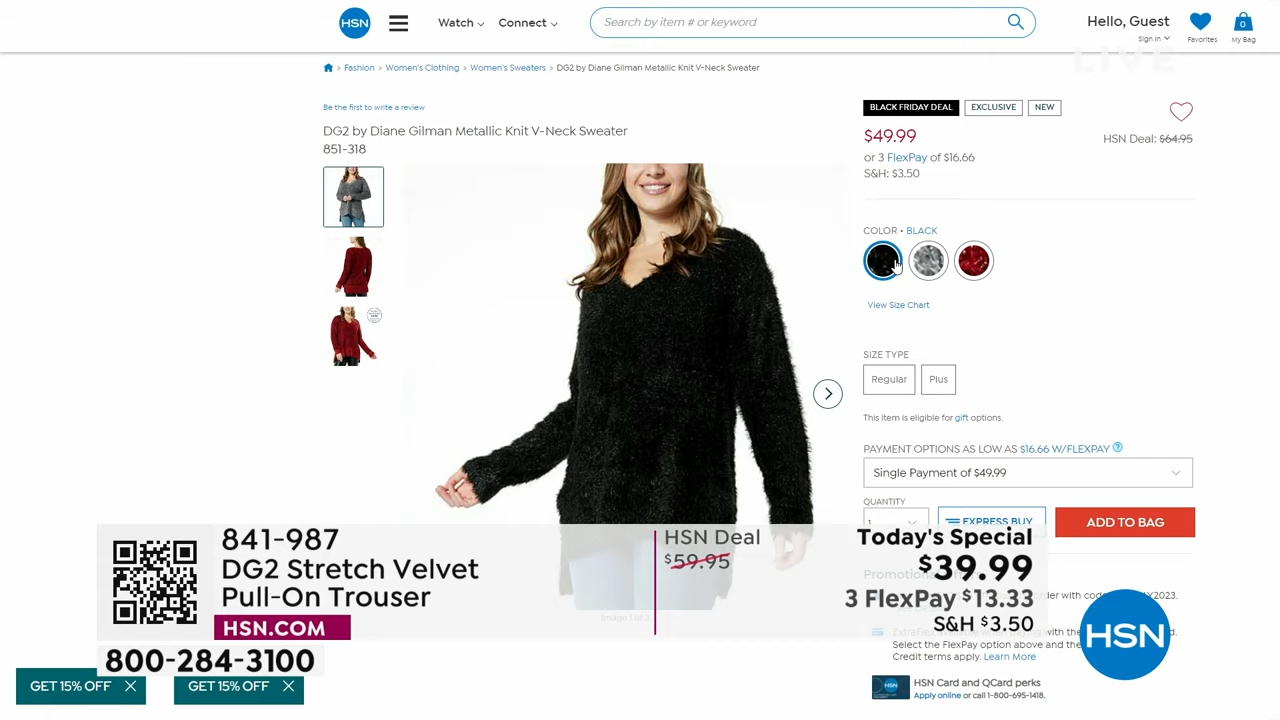 HSN
Watch
Connect
Search by item # or keyword
Hello, Guest
Sign in
Favorites
0
My Bag
LIVE
> Fashion > Women's Clothing > Women's Sweaters > DG2 by Diane Gilman Metallic Knit V-Neck Sweater
Be the first to write a review
DG2 by Diane Gilman Metallic Knit V-Neck Sweater
851-318
BLACK FRIDAY DEAL
EXCLUSIVE
NEW
$49.99
HSN Deal: $64.95
or 3 FlexPay of $16.66
S&H: $3.50
COLOR • BLACK
View Size Chart
SIZE TYPE
Regular
Plus
This item is eligible for gift options.
PAYMENT OPTIONS AS LOW AS $16.66 W/FLEXPAY ?
Single Payment of $49.99
QUANTITY
1
EXPRESS BUY
ADD TO BAG
Image 1 of 3
841-987
DG2 Stretch Velvet
Pull-On Trouser
HSN.COM
800-284-3100
HSN Deal
$59.95
Today's Special
$39.99
3 FlexPay $13.33
S&H $3.50
HSN
Select the FlexPay option above and the
Credit terms apply. Learn More
HSN
HSN Card and QCard perks
Apply online or call 1-800-695-1418.
GET 15% OFF
GET 15% OFF